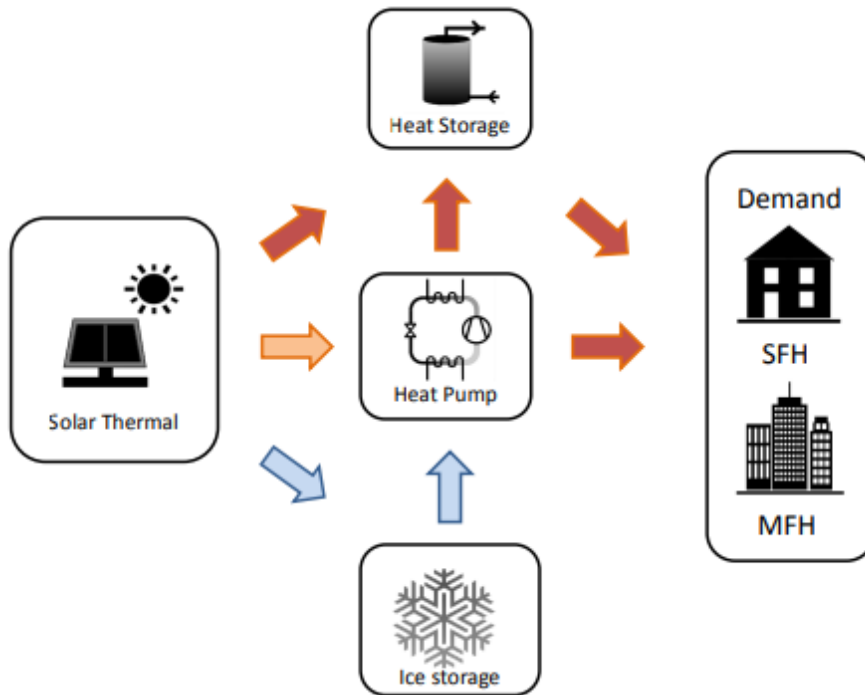 Heat Storage
Demand
Solar Thermal
Heat Pump
SFH
MFH
Ice storage